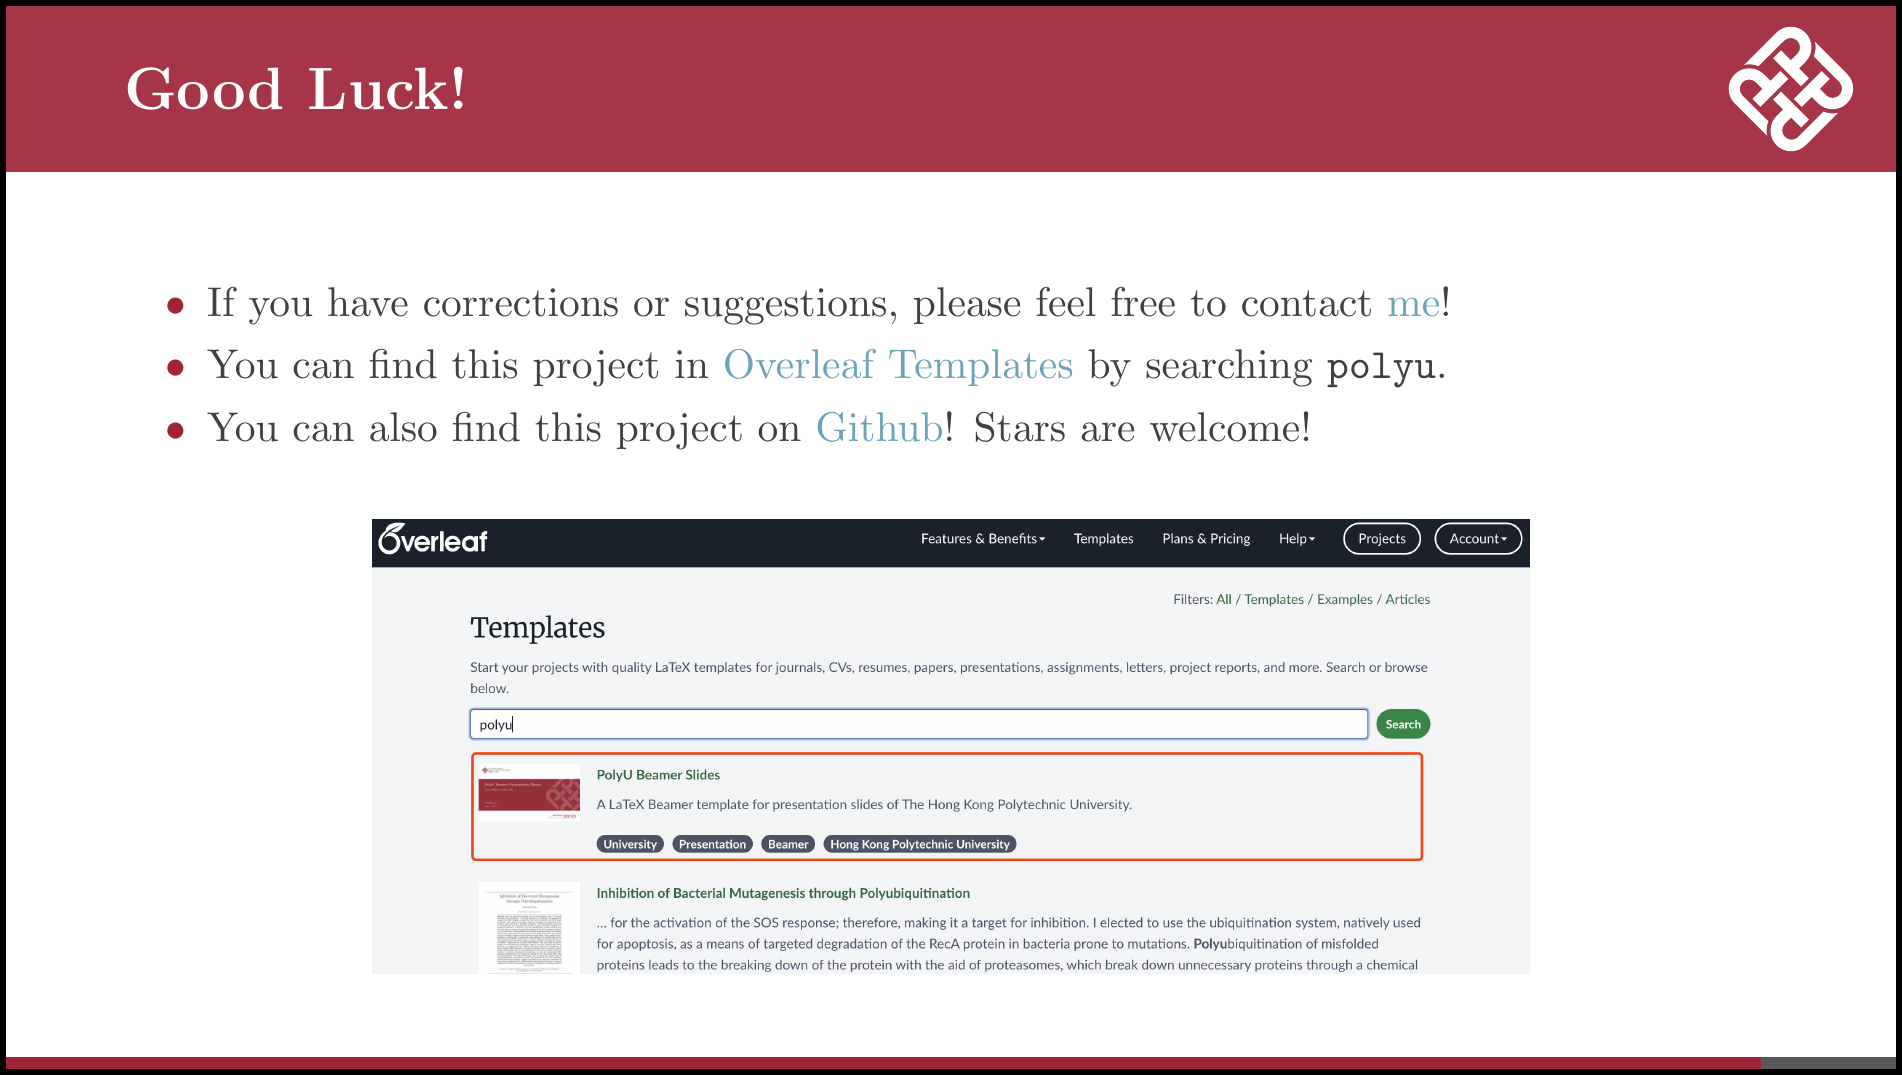 Good Luck!
• If you have corrections or suggestions, please feel free to contact me!
• You can find this project in Overleaf Templates by searching polyu.
• You can also find this project on Github! Stars are welcome!
Overleaf Features & Benefits Templates Plans & Pricing Help Projects Account
Filters: All / Templates / Examples / Articles
Templates
Start your projects with quality LaTeX templates for journals, CVs, resumes, papers, presentations, assignments, letters, project reports, and more. Search or browse
below.
polyu Search
PolyU Beamer Slides
A LaTeX Beamer template for presentation slides of The Hong Kong Polytechnic University.
University Presentation Beamer Hong Kong Polytechnic University
Inhibition of Bacterial Mutagenesis through Polyubiquitination
... for the activation of the SOS response; therefore, making it a target for inhibition. I elected to use the ubiquitination system, natively used
for apoptosis, as a means of targeted degradation of the RecA protein in bacteria prone to mutations. Polyubiquitination of misfolded
proteins leads to the breaking down of the protein with the aid of proteasomes, which break down unnecessary proteins through a chemical